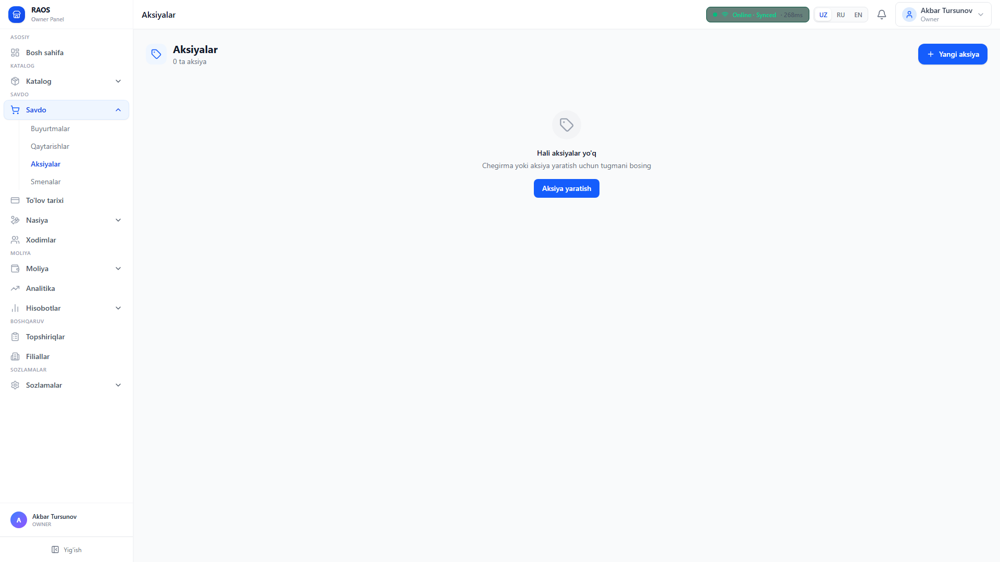 RAOS
Owner Panel
ASOSIY
Bosh sahifa
KATALOG
Katalog
SAVDO
Savdo
Buyurtmalar
Qaytarishlar
Aksiyalar
Smenalar
To'lov tarixi
Nasiya
Xodimlar
MOLIYA
Moliya
Analitika
Hisobotlar
BOSHQARUV
Topshiriqlar
Filiallar
SOZLAMALAR
Sozlamalar
A
Akbar Tursunov
OWNER
Yig'ish
Aksiyalar
Online · Synced · 268ms
UZ RU EN
Akbar Tursunov
Owner
Aksiyalar
0 ta aksiya
Yangi aksiya
Hali aksiyalar yo'q
Chegirma yoki aksiya yaratish uchun tugmani bosing
Aksiya yaratish